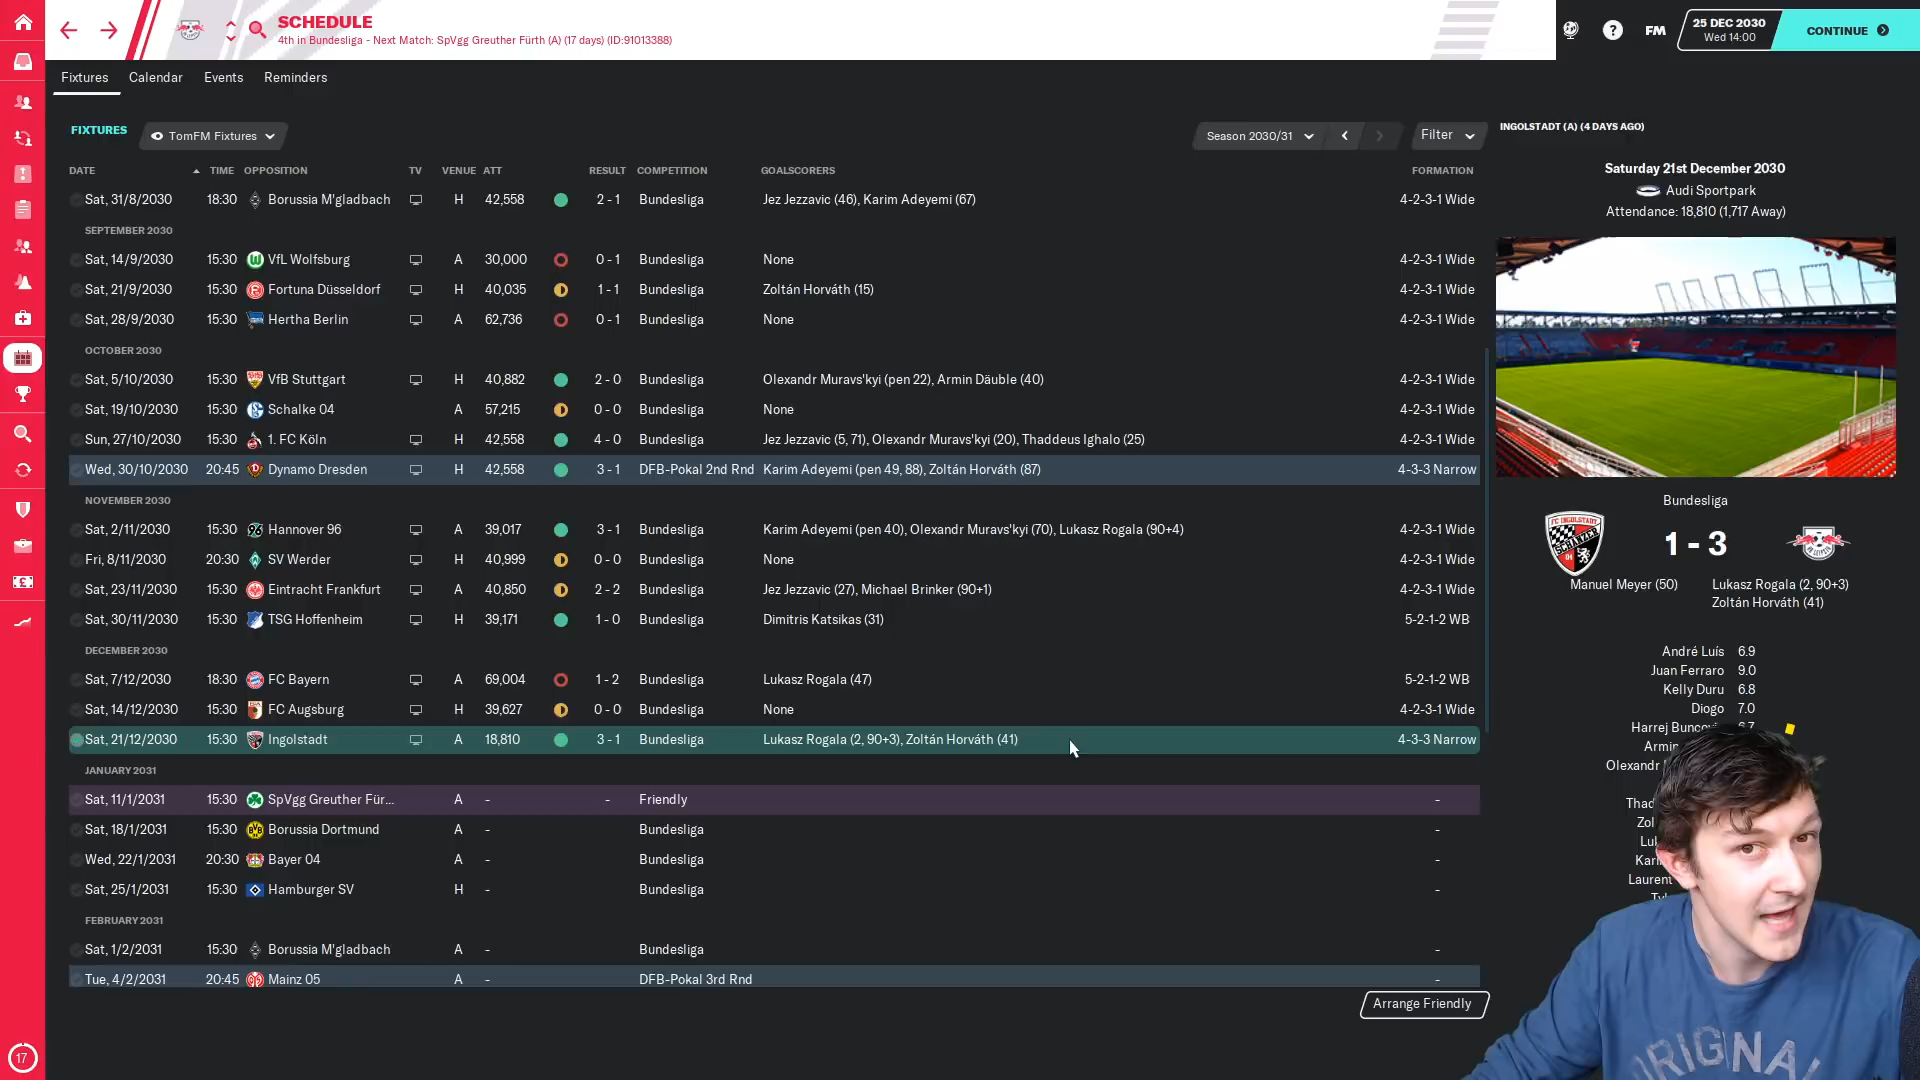 SCHEDULE
4th in Bundesliga - Next Match: SpVgg Greuther Fürth (A) (17 days) (ID:91013388)
FM
25 DEC 2030
Wed 14:00
CONTINUE
Fixtures Calendar Events Reminders
FIXTURES TomFM Fixtures Season 2030/31 Filter
DATE TIME OPPOSITION TV VENUE ATT RESULT COMPETITION GOALSCORERS FORMATION
Sat, 31/8/2030 18:30 Borussia M'gladbach H 42,558 2 - 1 Bundesliga Jez Jezzavic (46), Karim Adeyemi (67) 4-2-3-1 Wide
SEPTEMBER 2030
Sat, 14/9/2030 15:30 VfL Wolfsburg A 30,000 0 - 1 Bundesliga None 4-2-3-1 Wide
Sat, 21/9/2030 15:30 Fortuna Düsseldorf H 40,035 1 - 1 Bundesliga Zoltán Horváth (15) 4-2-3-1 Wide
Sat, 28/9/2030 15:30 Hertha Berlin A 62,736 0 - 1 Bundesliga None 4-2-3-1 Wide
OCTOBER 2030
Sat, 5/10/2030 15:30 VfB Stuttgart H 40,882 2 - 0 Bundesliga Olexandr Muravs'kyi (pen 22), Armin Däuble (40) 4-2-3-1 Wide
Sat, 19/10/2030 15:30 Schalke 04 A 57,215 0 - 0 Bundesliga None 4-2-3-1 Wide
Sun, 27/10/2030 15:30 1. FC Köln H 42,558 4 - 0 Bundesliga Jez Jezzavic (5, 71), Olexandr Muravs'kyi (20), Thaddeus Ighalo (25) 4-2-3-1 Wide
Wed, 30/10/2030 20:45 Dynamo Dresden H 42,558 3 - 1 DFB-Pokal 2nd Rnd Karim Adeyemi (pen 49, 88), Zoltán Horváth (87) 4-3-3 Narrow
NOVEMBER 2030
Sat, 2/11/2030 15:30 Hannover 96 A 39,017 3 - 1 Bundesliga Karim Adeyemi (pen 40), Olexandr Muravs'kyi (70), Lukasz Rogala (90+4) 4-2-3-1 Wide
Fri, 8/11/2030 20:30 SV Werder H 40,999 0 - 0 Bundesliga None 4-2-3-1 Wide
Sat, 23/11/2030 15:30 Eintracht Frankfurt A 40,850 2 - 2 Bundesliga Jez Jezzavic (27), Michael Brinker (90+1) 4-2-3-1 Wide
Sat, 30/11/2030 15:30 TSG Hoffenheim H 39,171 1 - 0 Bundesliga Dimitris Katsikas (31) 5-2-1-2 WB
DECEMBER 2030
Sat, 7/12/2030 18:30 FC Bayern A 69,004 1 - 2 Bundesliga Lukasz Rogala (47) 5-2-1-2 WB
Sat, 14/12/2030 15:30 FC Augsburg H 39,627 0 - 0 Bundesliga None 4-2-3-1 Wide
Sat, 21/12/2030 15:30 Ingolstadt A 18,810 3 - 1 Bundesliga Lukasz Rogala (2, 90+3), Zoltán Horváth (41) 4-3-3 Narrow
JANUARY 2031
Sat, 11/1/2031 15:30 SpVgg Greuther Für... A - - Friendly -
Sat, 18/1/2031 15:30 Borussia Dortmund A - Bundesliga -
Wed, 22/1/2031 20:30 Bayer 04 A - Bundesliga -
Sat, 25/1/2031 15:30 Hamburger SV H - Bundesliga -
FEBRUARY 2031
Sat, 1/2/2031 15:30 Borussia M'gladbach A - Bundesliga -
Tue, 4/2/2031 20:45 Mainz 05 A - DFB-Pokal 3rd Rnd -
Arrange Friendly
17
INGOLSTADT (A) (4 DAYS AGO)
Saturday 21st December 2030
Audi Sportpark
Attendance: 18,810 (1,717 Away)
Bundesliga
1 - 3
Manuel Meyer (50) Lukasz Rogala (2, 90+3)
Zoltán Horváth (41)
André Luís 6.9
Juan Ferraro 9.0
Kelly Duru 6.8
Diogo 7.0
Harrej
Armin
Olexandr
Laurent